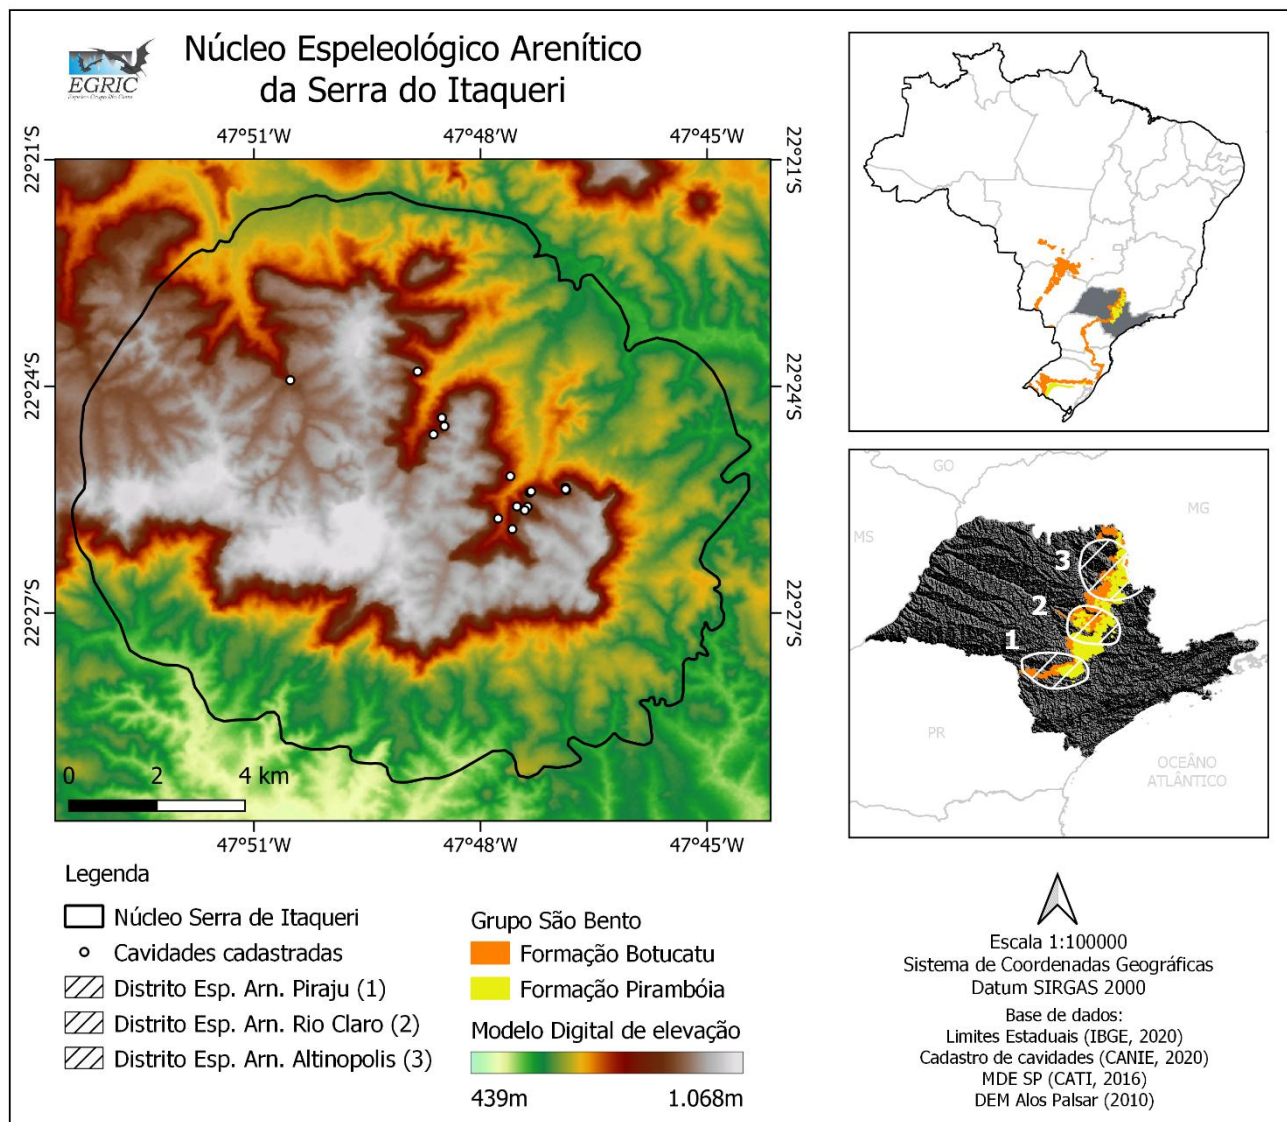 EGRIC
Espeleo Grupo Rio Claro
Núcleo Espeleológico Arenítico
da Serra do Itaqueri
47°51'W 47°48'W 47°45'W
22°21'S 22°21'S
22°24'S 22°24'S
22°27'S 22°27'S
0 2 4 km
47°51'W 47°48'W 47°45'W
GO
MG
MS
3
2
1
PR
OCEÂNO
ATLÂNTICO
Legenda
Núcleo Serra de Itaqueri
Cavidades cadastradas
Distrito Esp. Arn. Piraju (1)
Distrito Esp. Arn. Rio Claro (2)
Distrito Esp. Arn. Altinopolis (3)
Grupo São Bento
Formação Botucatu
Formação Pirambóia
Modelo Digital de elevação
439m 1.068m
Escala 1:100000
Sistema de Coordenadas Geográficas
Datum SIRGAS 2000
Base de dados:
Limites Estaduais (IBGE, 2020)
Cadastro de cavidades (CANIE, 2020)
MDE SP (CATI, 2016)
DEM Alos Palsar (2010)